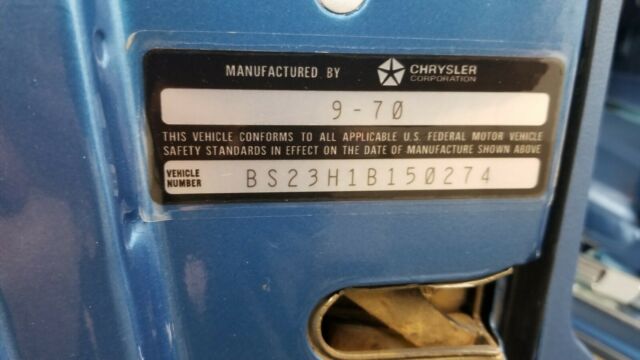 MANUFACTURED BY CHRYSLER CORPORATION
9-70
THIS VEHICLE CONFORMS TO ALL APPLICABLE U.S. FEDERAL MOTOR VEHICLE
SAFETY STANDARDS IN EFFECT ON THE DATE OF MANUFACTURE SHOWN ABOVE
VEHICLE NUMBER BS23H1B150274